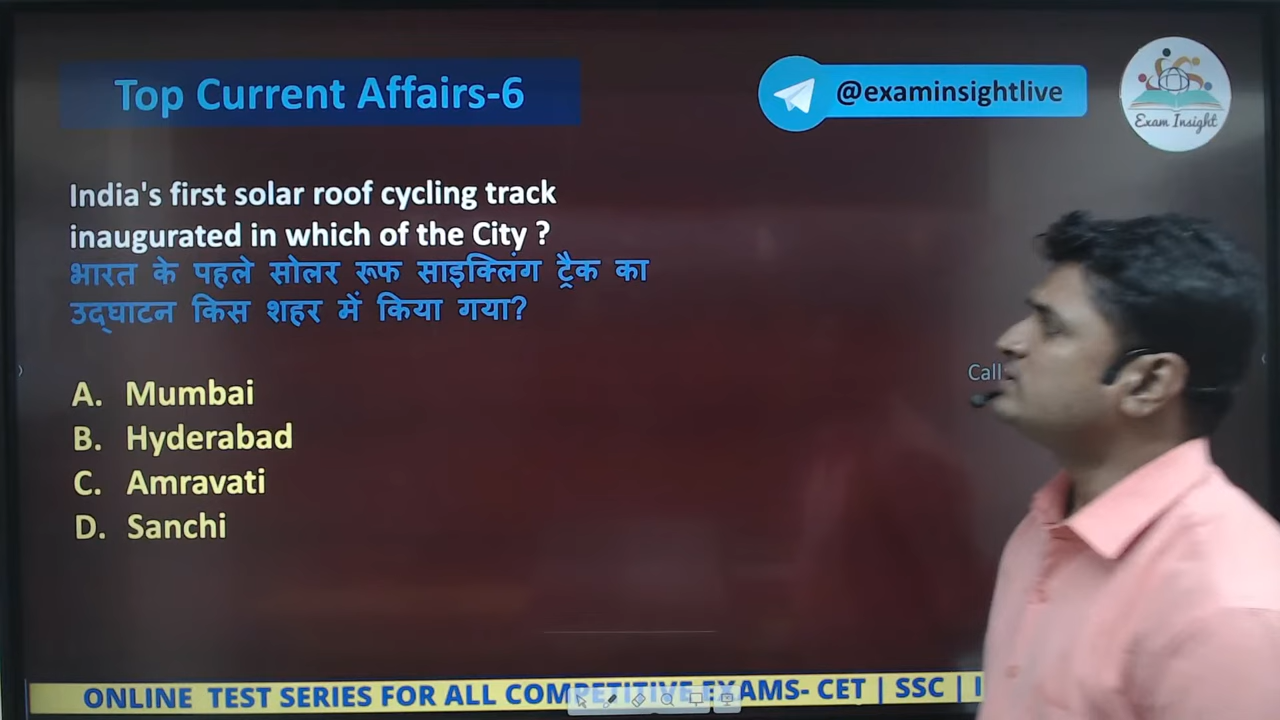 Top Current Affairs-6
@examinsightlive
Exam Insight
India's first solar roof cycling track
inaugurated in which of the City ?
भारत के पहले सोलर रूफ साइक्लिंग ट्रैक का
उद्घाटन किस शहर में किया गया?
A. Mumbai
B. Hyderabad
C. Amravati
D. Sanchi
Call
ONLINE TEST SERIES FOR ALL COMPETITIVE EXAMS- CET | SSC |